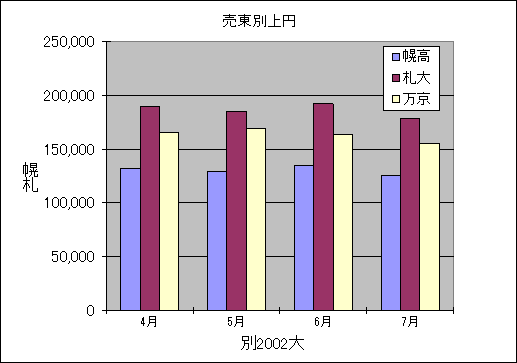 売東別上円
250,000
200,000
150,000
100,000
50,000
0
幌札
4月 5月 6月 7月
別2002大
幌高
札大
万京